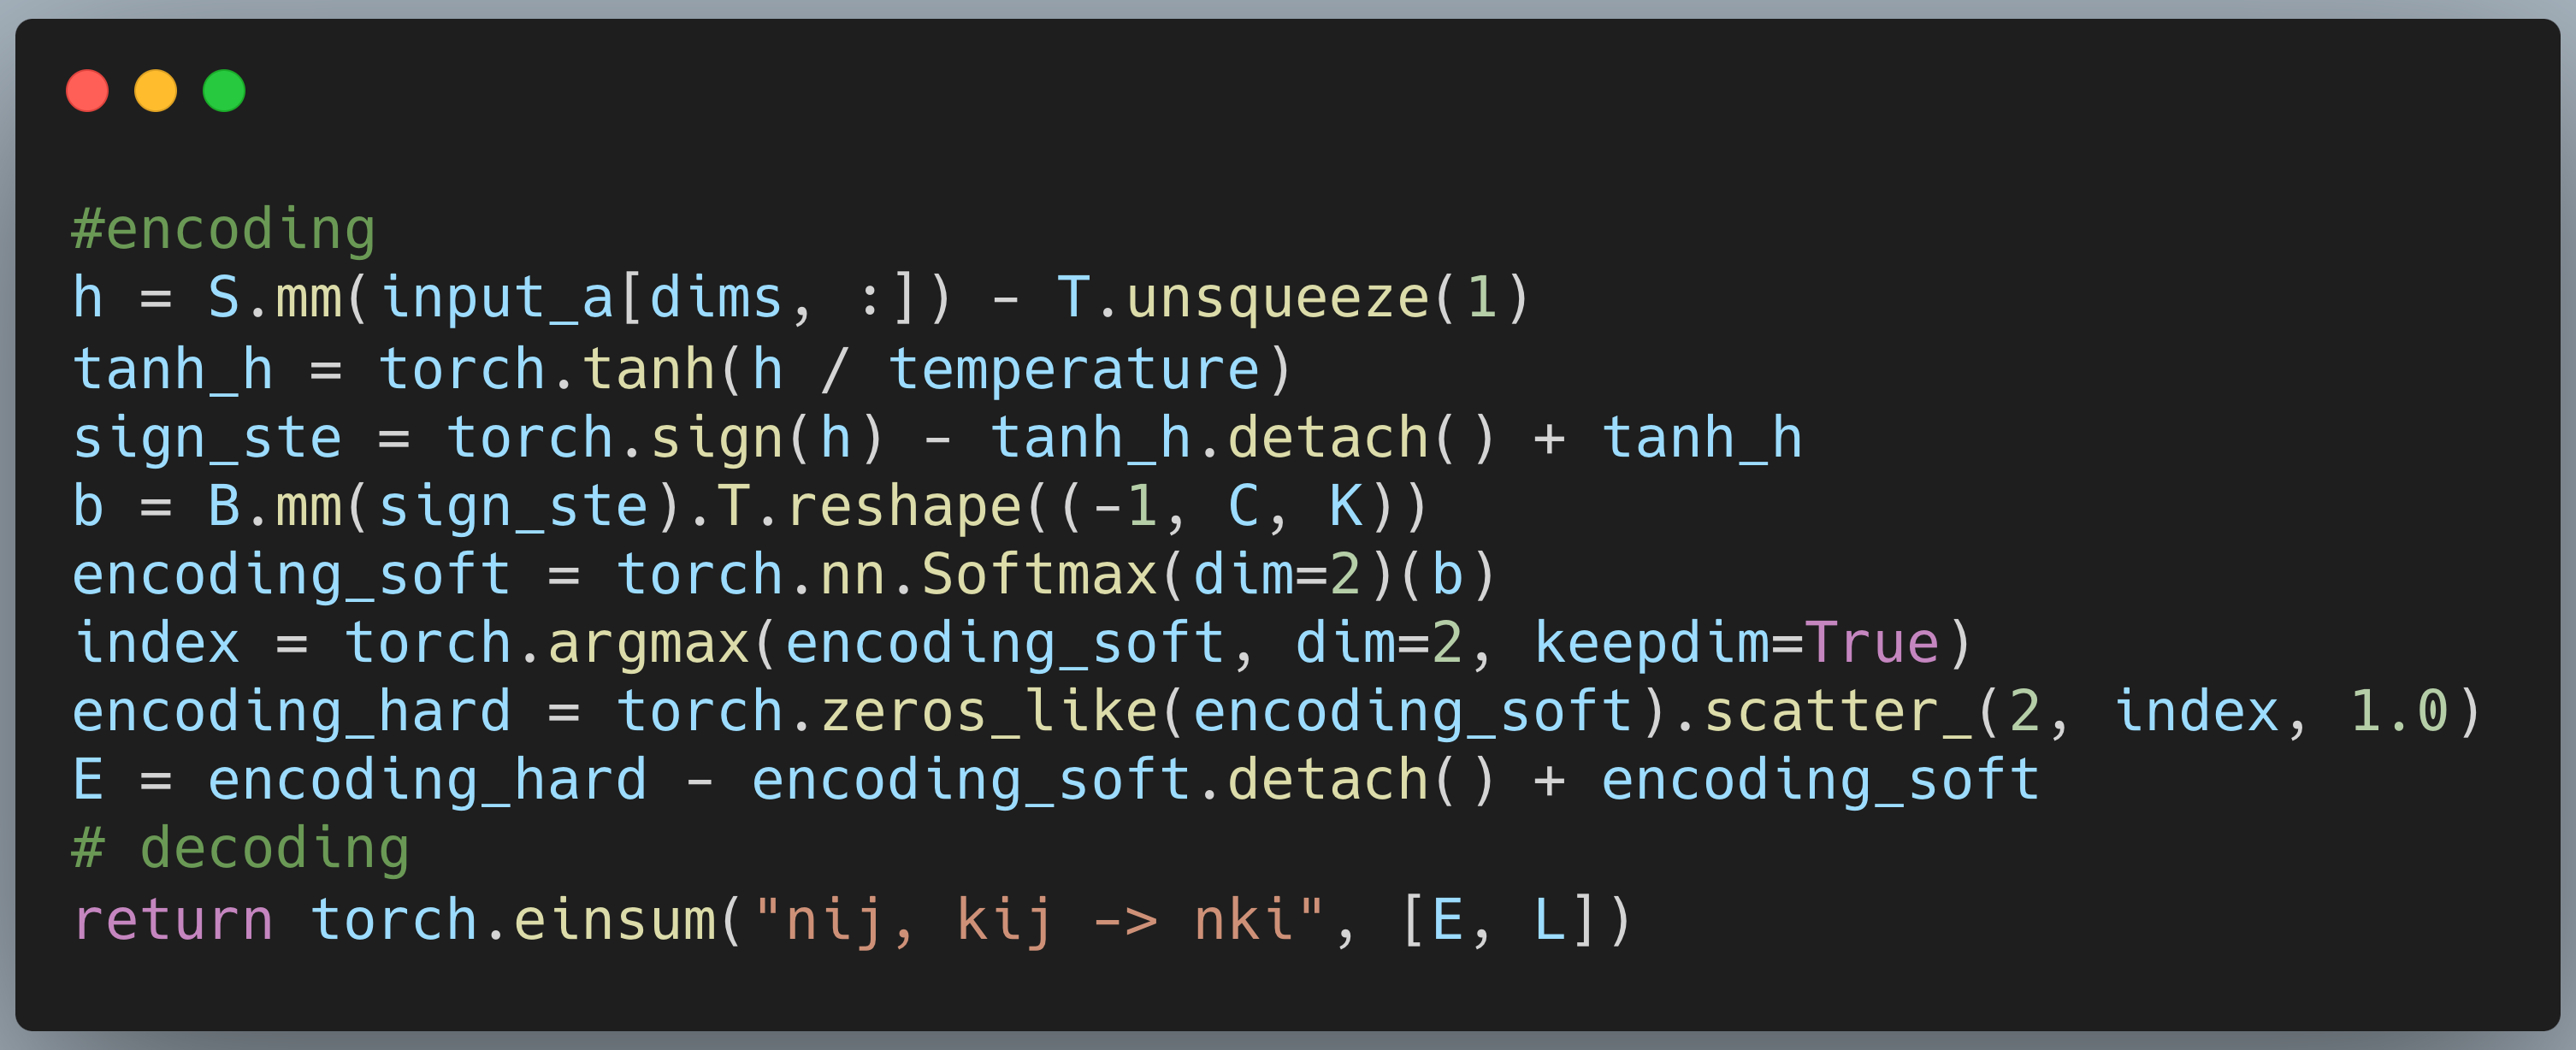 #encoding
h = S.mm(input_a[dims, :]) - T.unsqueeze(1)
tanh_h = torch.tanh(h / temperature)
sign_ste = torch.sign(h) - tanh_h.detach() + tanh_h
b = B.mm(sign_ste).T.reshape((-1, C, K))
encoding_soft = torch.nn.Softmax(dim=2)(b)
index = torch.argmax(encoding_soft, dim=2, keepdim=True)
encoding_hard = torch.zeros_like(encoding_soft).scatter_(2, index, 1.0)
E = encoding_hard - encoding_soft.detach() + encoding_soft
# decoding
return torch.einsum("nij, kij -> nki", [E, L])